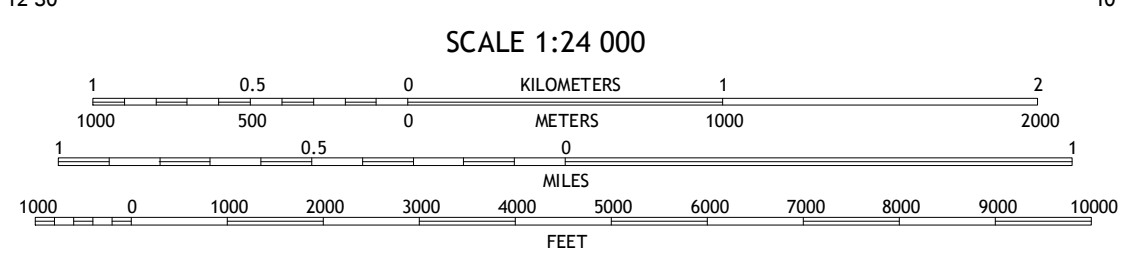 SCALE 1:24 000
1 0.5 0 KILOMETERS 1 2
1000 500 0 METERS 1000 2000
1 0.5 0 1
MILES
1000 0 1000 2000 3000 4000 5000 6000 7000 8000 9000 10000
FEET